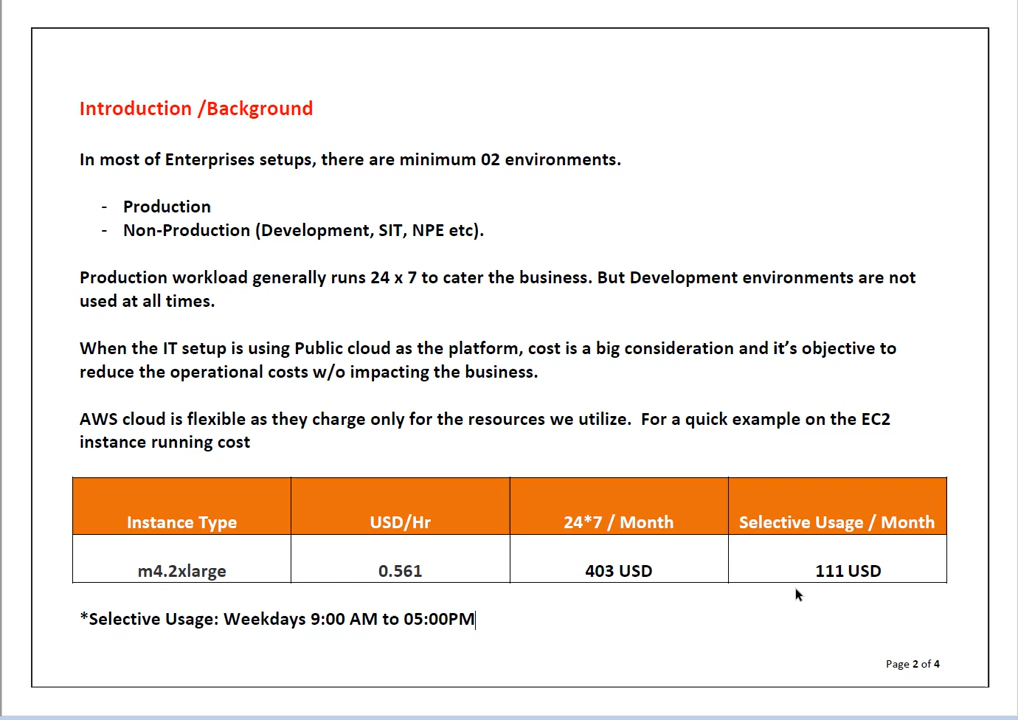 Introduction /Background
In most of Enterprises setups, there are minimum 02 environments.
- Production
- Non-Production (Development, SIT, NPE etc).
Production workload generally runs 24 x 7 to cater the business. But Development environments are not
used at all times.
When the IT setup is using Public cloud as the platform, cost is a big consideration and it's objective to
reduce the operational costs w/o impacting the business.
AWS cloud is flexible as they charge only for the resources we utilize.  For a quick example on the EC2
instance running cost
Instance Type USD/Hr 24*7 / Month Selective Usage / Month
m4.2xlarge 0.561 403 USD 111 USD
*Selective Usage: Weekdays 9:00 AM to 05:00PM
Page 2 of 4